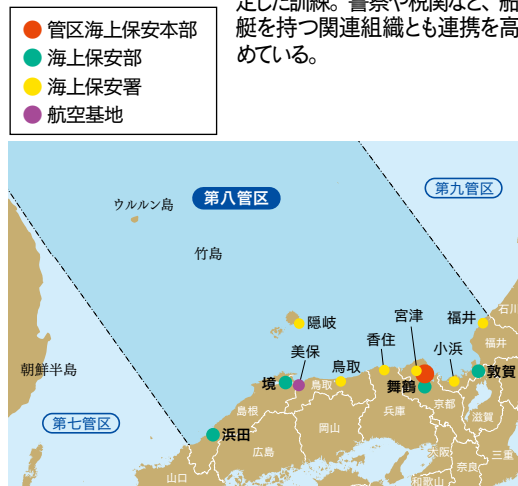 定した訓練。警察や税関など、船
艇を持つ関連組織とも連携を高
めている。
管区海上保安本部
海上保安部
海上保安署
航空基地
第八管区
第九管区
ウルルン島
竹島
隠岐
宮津
福井
石川
香住
小浜
福井
美保
鳥取
敦賀
朝鮮半島
境
鳥取
舞鶴
島根
兵庫
京都
滋賀
第七管区
浜田
岡山
広島
大阪
三重
奈良
山口
和歌山